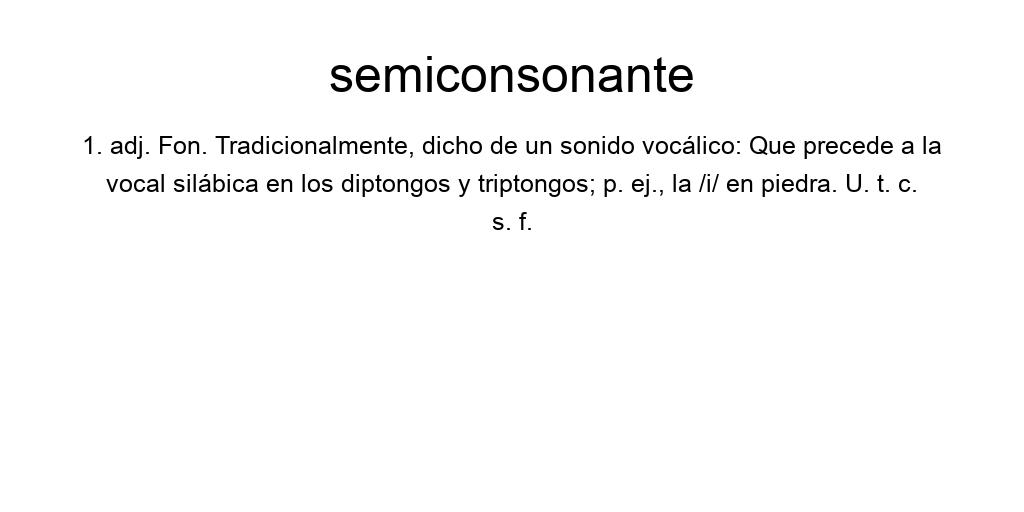 semiconsonante
1. adj. Fon. Tradicionalmente, dicho de un sonido vocálico: Que precede a la
vocal silábica en los diptongos y triptongos; p. ej., la /i/ en piedra. U. t. c.
s. f.